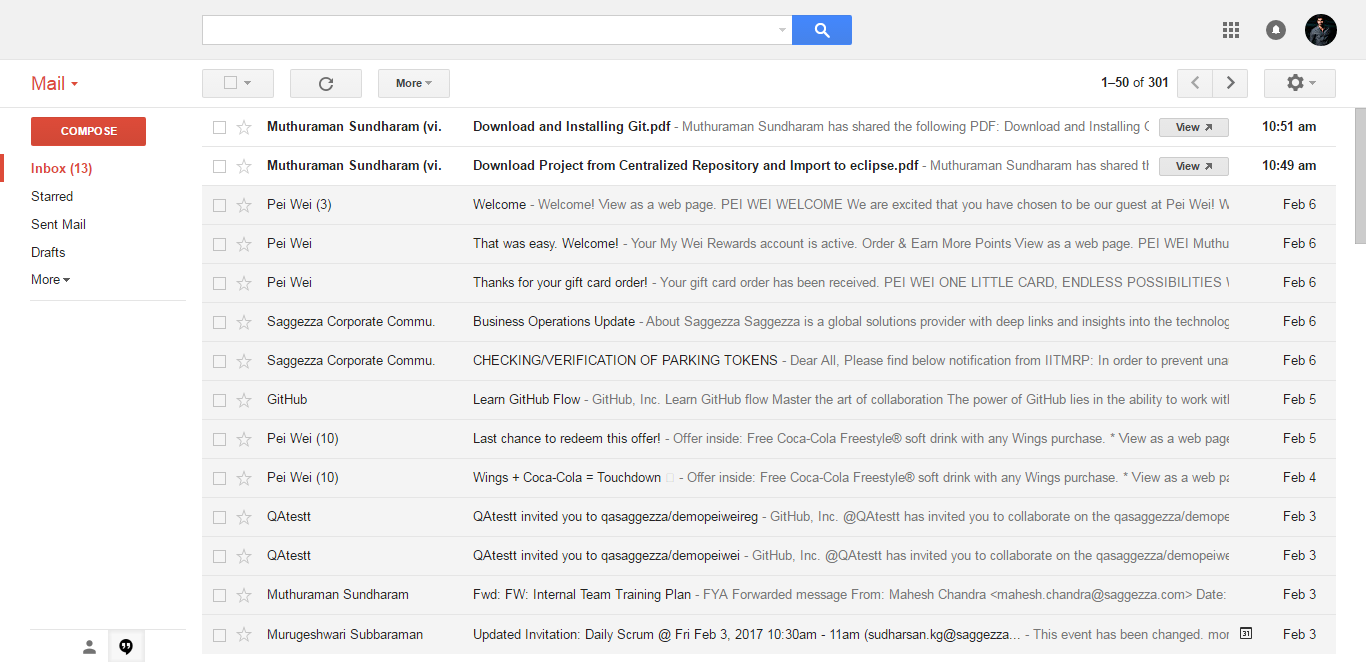 Mail
More
1–50 of 301
COMPOSE
Inbox (13)
Starred
Sent Mail
Drafts
More
Muthuraman Sundharam (vi. Download and Installing Git.pdf - Muthuraman Sundharam has shared the following PDF: Download and Installing View 10:51 am
Muthuraman Sundharam (vi. Download Project from Centralized Repository and Import to eclipse.pdf - Muthuraman Sundharam has shared th View 10:49 am
Pei Wei (3) Welcome - Welcome! View as a web page. PEI WEI WELCOME We are excited that you have chosen to be our guest at Pei Wei! W Feb 6
Pei Wei That was easy. Welcome! - Your My Wei Rewards account is active. Order & Earn More Points View as a web page. PEI WEI Muthu Feb 6
Pei Wei Thanks for your gift card order! - Your gift card order has been received. PEI WEI ONE LITTLE CARD, ENDLESS POSSIBILITIES Feb 6
Saggezza Corporate Commu. Business Operations Update - About Saggezza Saggezza is a global solutions provider with deep links and insights into the technolog Feb 6
Saggezza Corporate Commu. CHECKING/VERIFICATION OF PARKING TOKENS - Dear All, Please find below notification from IITMRP: In order to prevent una Feb 6
GitHub Learn GitHub Flow - GitHub, Inc. Learn GitHub flow Master the art of collaboration The power of GitHub lies in the ability to work wit Feb 5
Pei Wei (10) Last chance to redeem this offer! - Offer inside: Free Coca-Cola Freestyle® soft drink with any Wings purchase. * View as a web page Feb 5
Pei Wei (10) Wings + Coca-Cola = Touchdown - Offer inside: Free Coca-Cola Freestyle® soft drink with any Wings purchase. * View as a web pa Feb 4
QAtestt QAtestt invited you to qasaggezza/demopeiweireg - GitHub, Inc. @QAtestt has invited you to collaborate on the qasaggezza/demope Feb 3
QAtestt QAtestt invited you to qasaggezza/demopeiwei - GitHub, Inc. @QAtestt has invited you to collaborate on the qasaggezza/demopeiwe Feb 3
Muthuraman Sundharam Fwd: FW: Internal Team Training Plan - FYA Forwarded message From: Mahesh Chandra <mahesh.chandra@saggezza.com> Date: Feb 3
Murugeshwari Subbaraman Updated Invitation: Daily Scrum @ Fri Feb 3, 2017 10:30am - 11am (sudharsan.kg@saggezza... - This event has been changed. mor 31 Feb 3